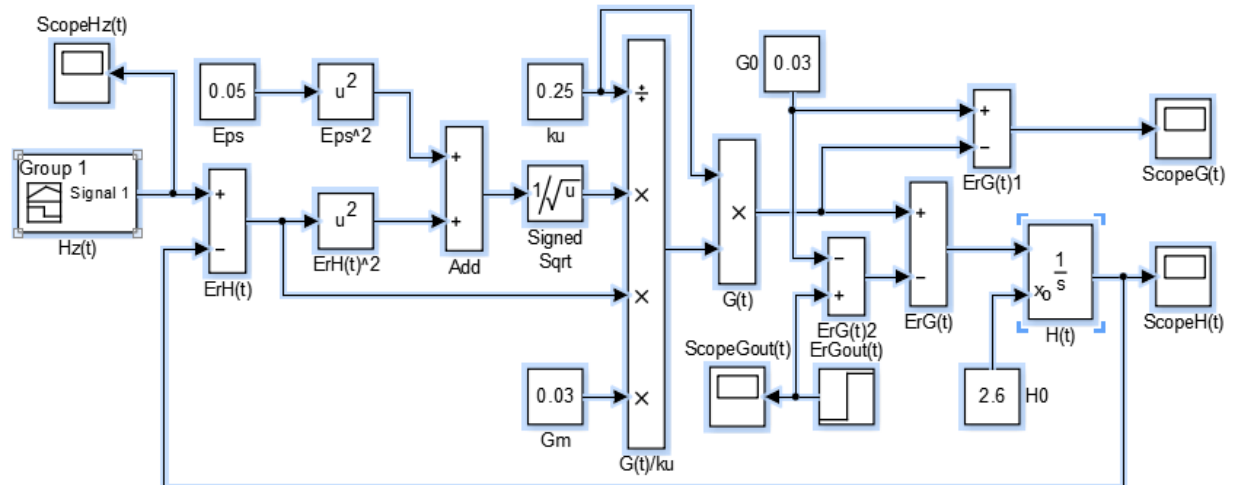 ScopeHz(t)
0.05
Eps
u²
Eps^2
0.25
ku
÷
×
×
×
G(t)/ku
G0
0.03
+
−
ErG(t)1
ScopeG(t)
Group 1
Signal 1
Hz(t)
+
−
ErH(t)
u²
ErH(t)^2
+
+
Add
1/√u
Signed
Sqrt
×
G(t)
−
+
ErG(t)2
+
−
ErG(t)
1
s
x₀
H(t)
ScopeH(t)
ScopeGout(t)
ErGout(t)
0.03
Gm
2.6
H0